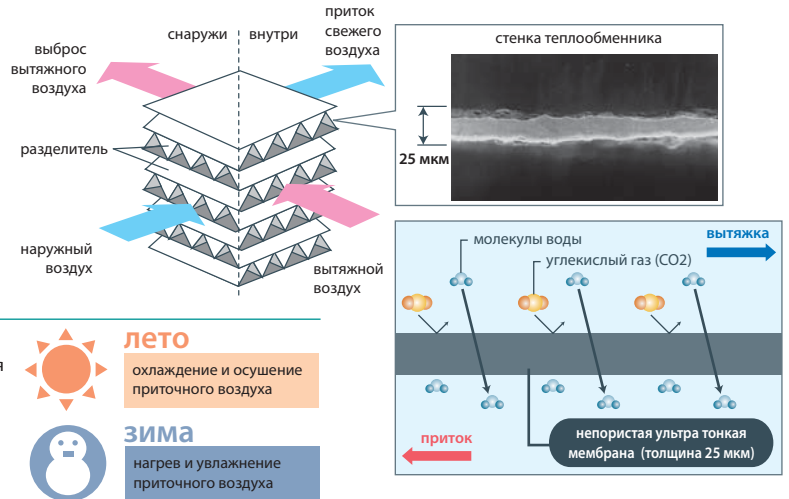 снаружи
внутри
приток
свежего
воздуха
выброс
вытяжного
воздуха
разделитель
наружный
воздух
вытяжной
воздух
стенка теплообменника
25 мкм
молекулы воды
углекислый газ (CO2)
вытяжка
приток
непористая ультра тонкая
мембрана (толщина 25 мкм)
я
лето
охлаждение и осушение
приточного воздуха
зима
нагрев и увлажнение
приточного воздуха